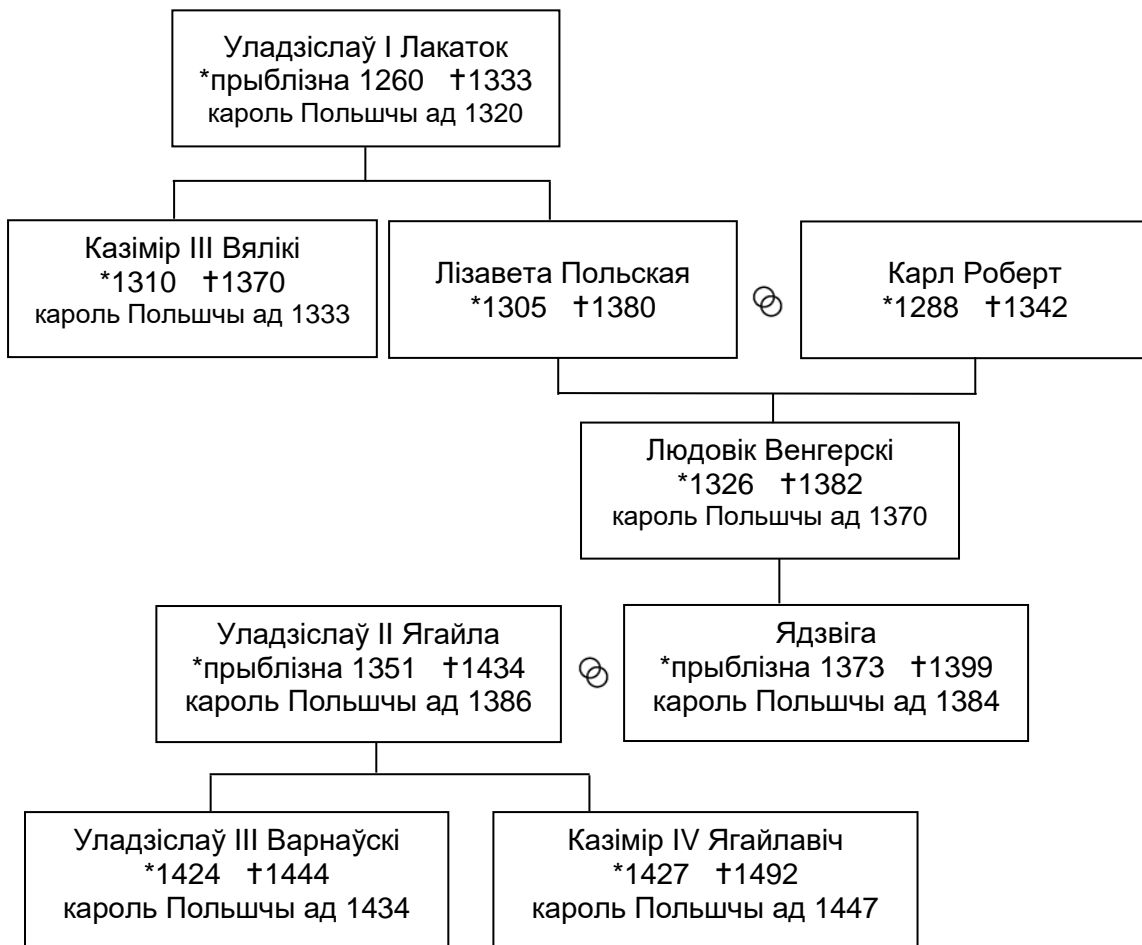 Уладзіслаў I Лакаток
*прыблізна 1260 †1333
кароль Польшчы ад 1320
Казімір III Вялікі
*1310 †1370
кароль Польшчы ад 1333
Лізавета Польская
*1305 †1380
Карл Роберт
*1288 †1342
Людовік Венгерскі
*1326 †1382
кароль Польшчы ад 1370
Уладзіслаў II Ягайла
*прыблізна 1351 †1434
кароль Польшчы ад 1386
Ядзвіга
*прыблізна 1373 †1399
кароль Польшчы ад 1384
Уладзіслаў III Варнаўскі
*1424 †1444
кароль Польшчы ад 1434
Казімір IV Ягайлавіч
*1427 †1492
кароль Польшчы ад 1447